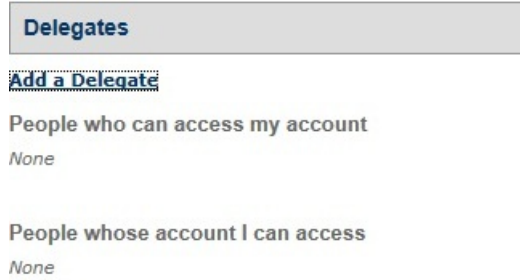 Delegates
Add a Delegate
People who can access my account
None
People whose account I can access
None